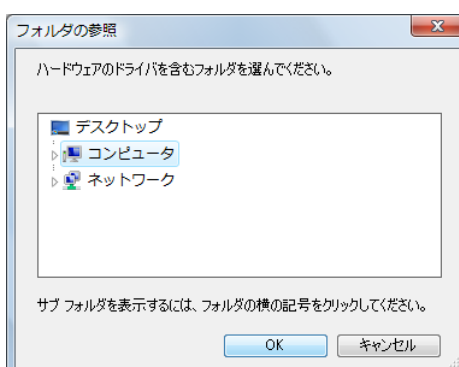 フォルダの参照
ハードウェアのドライバを含むフォルダを選んでください。
デスクトップ
コンピュータ
ネットワーク
サブ フォルダを表示するには、フォルダの横の記号をクリックしてください。
OK キャンセル